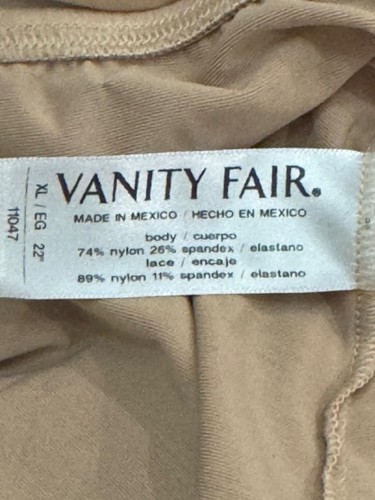 VANITY FAIR®
MADE IN MEXICO / HECHO EN MEXICO
body / cuerpo
74% nylon 26% spandex / elastano
lace / encaje
89% nylon 11% spandex / elastano
XL / EG 22"
11047